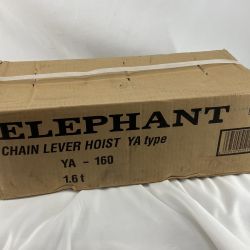 ELEPHANT
CHAIN LEVER HOIST YA type
YA - 160
1.6 t